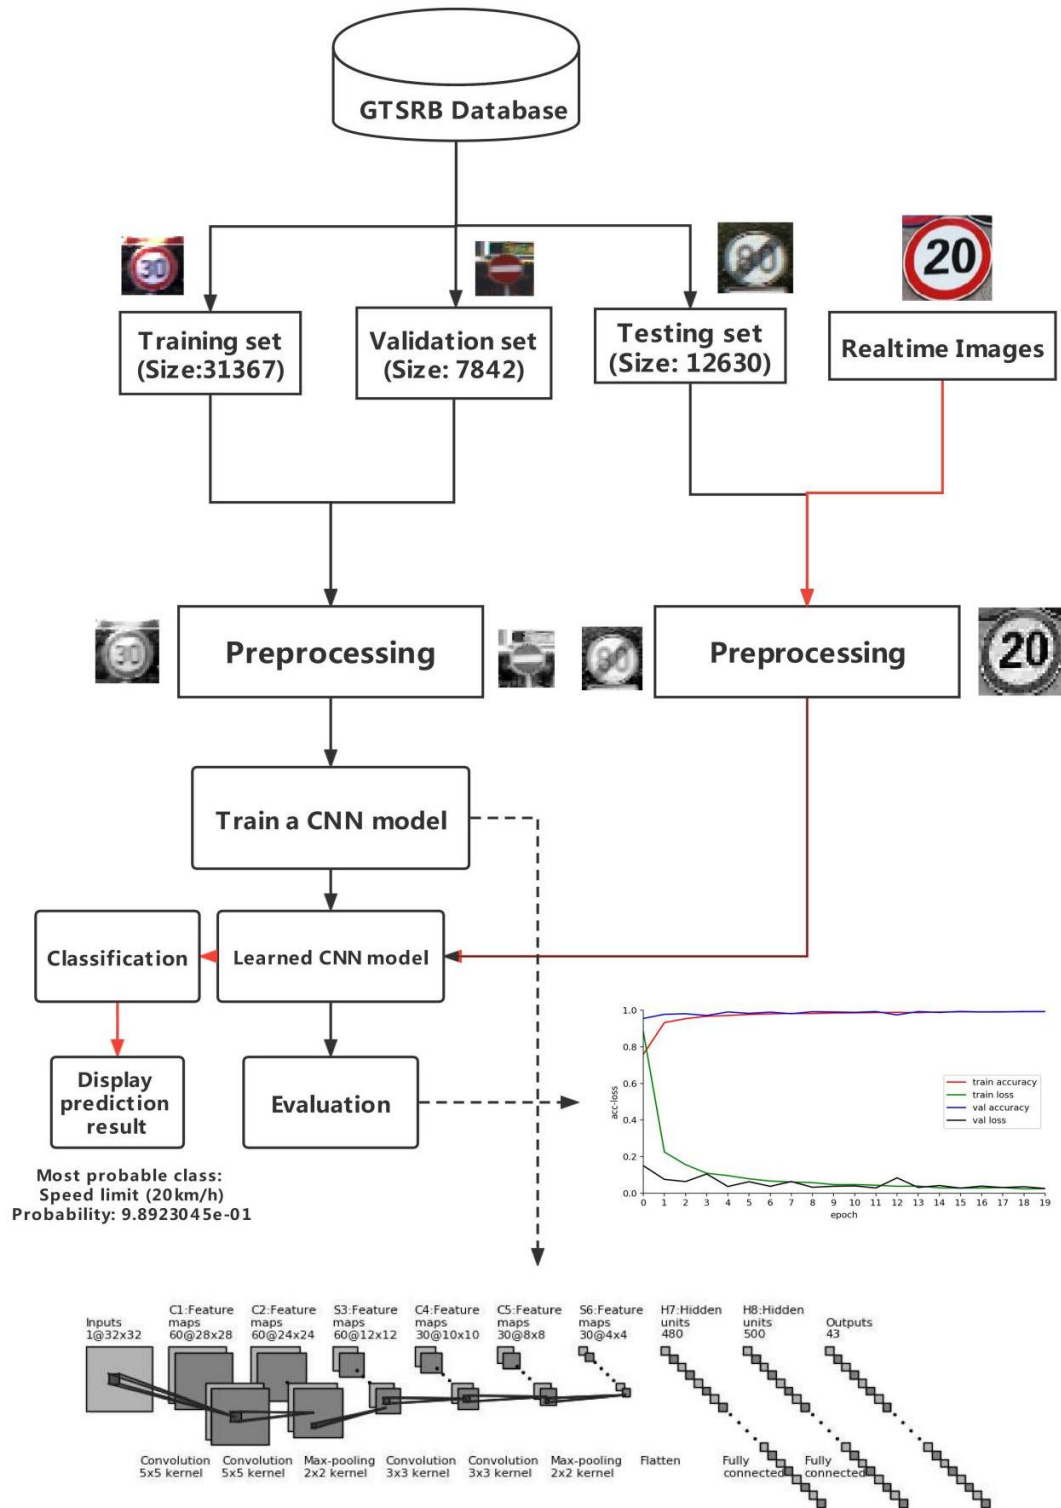 GTSRB Database
30
80
20
Training set
(Size:31367)
Validation set
(Size: 7842)
Testing set
(Size: 12630)
Realtime Images
30
Preprocessing
80
Preprocessing
20
Train a CNN model
Classification
Learned CNN model
Display
prediction
result
Evaluation
Most probable class:
Speed limit (20km/h)
Probability: 9.8923045e-01
acc-loss
1.0
0.8
0.6
0.4
0.2
0.0
train accuracy
train loss
val accuracy
val loss
0 1 2 3 4 5 6 7 8 9 10 11 12 13 14 15 16 17 18 19
epoch
Inputs
1@32x32
C1:Feature
maps
60@28x28
C2:Feature
maps
60@24x24
S3:Feature
maps
60@12x12
C4:Feature
maps
30@10x10
C5:Feature
maps
30@8x8
S6:Feature
maps
30@4x4
H7:Hidden
units
480
H8:Hidden
units
500
Outputs
43
Convolution
5x5 kernel
Convolution
5x5 kernel
Max-pooling
2x2 kernel
Convolution
3x3 kernel
Convolution
3x3 kernel
Max-pooling
2x2 kernel
Flatten
Fully
connected
Fully
connected